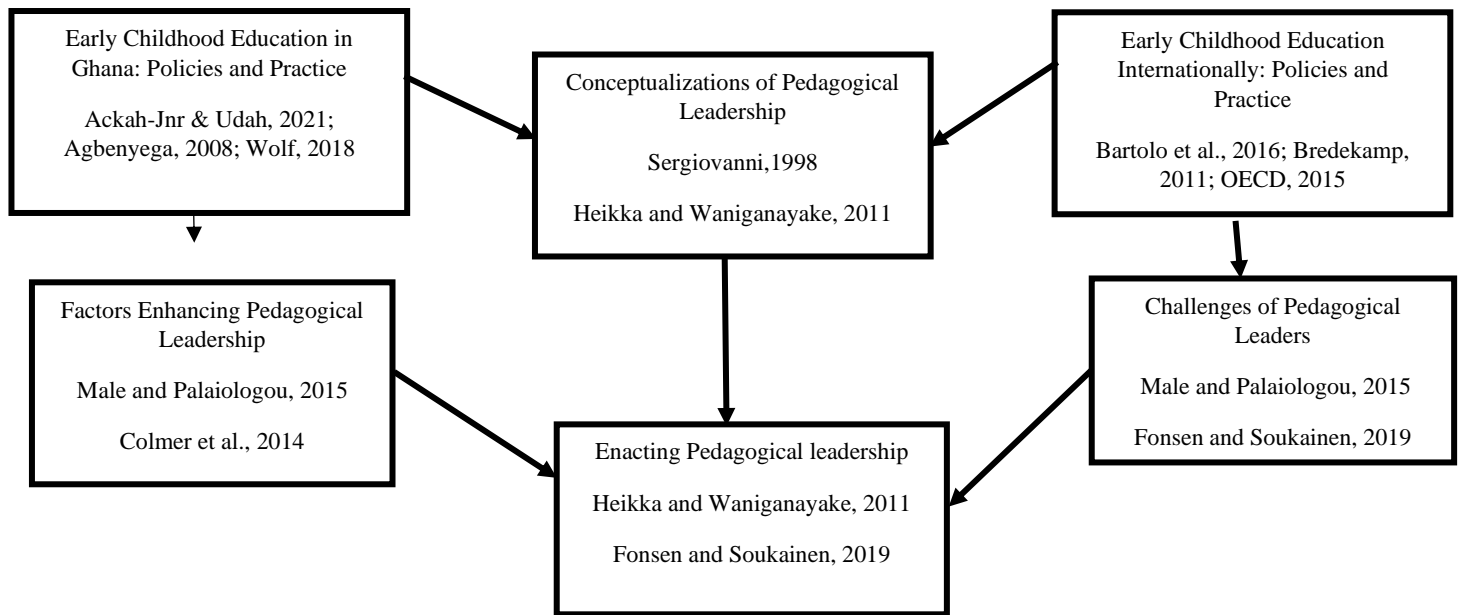 Early Childhood Education in
Ghana: Policies and Practice
Ackah-Jnr & Udah, 2021;
Agbenyega, 2008; Wolf, 2018
Conceptualizations of Pedagogical
Leadership
Sergiovanni,1998
Heikka and Waniganayake, 2011
Early Childhood Education
Internationally: Policies and
Practice
Bartolo et al., 2016; Bredekamp,
2011; OECD, 2015
Factors Enhancing Pedagogical
Leadership
Male and Palaiologou, 2015
Colmer et al., 2014
Enacting Pedagogical leadership
Heikka and Waniganayake, 2011
Fonsen and Soukainen, 2019
Challenges of Pedagogical
Leaders
Male and Palaiologou, 2015
Fonsen and Soukainen, 2019